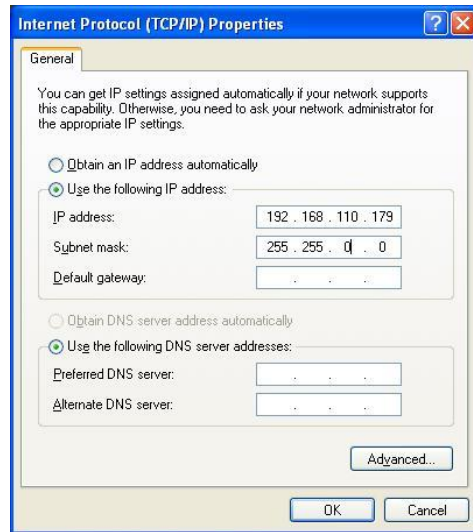 Internet Protocol (TCP/IP) Properties
General
You can get IP settings assigned automatically if your network supports
this capability. Otherwise, you need to ask your network administrator for
the appropriate IP settings.
Obtain an IP address automatically
Use the following IP address:
IP address: 192 . 168 . 110 . 179
Subnet mask: 255 . 255 . 0 . 0
Default gateway: . . .
Obtain DNS server address automatically
Use the following DNS server addresses:
Preferred DNS server: . . .
Alternate DNS server: . . .
Advanced...
OK Cancel